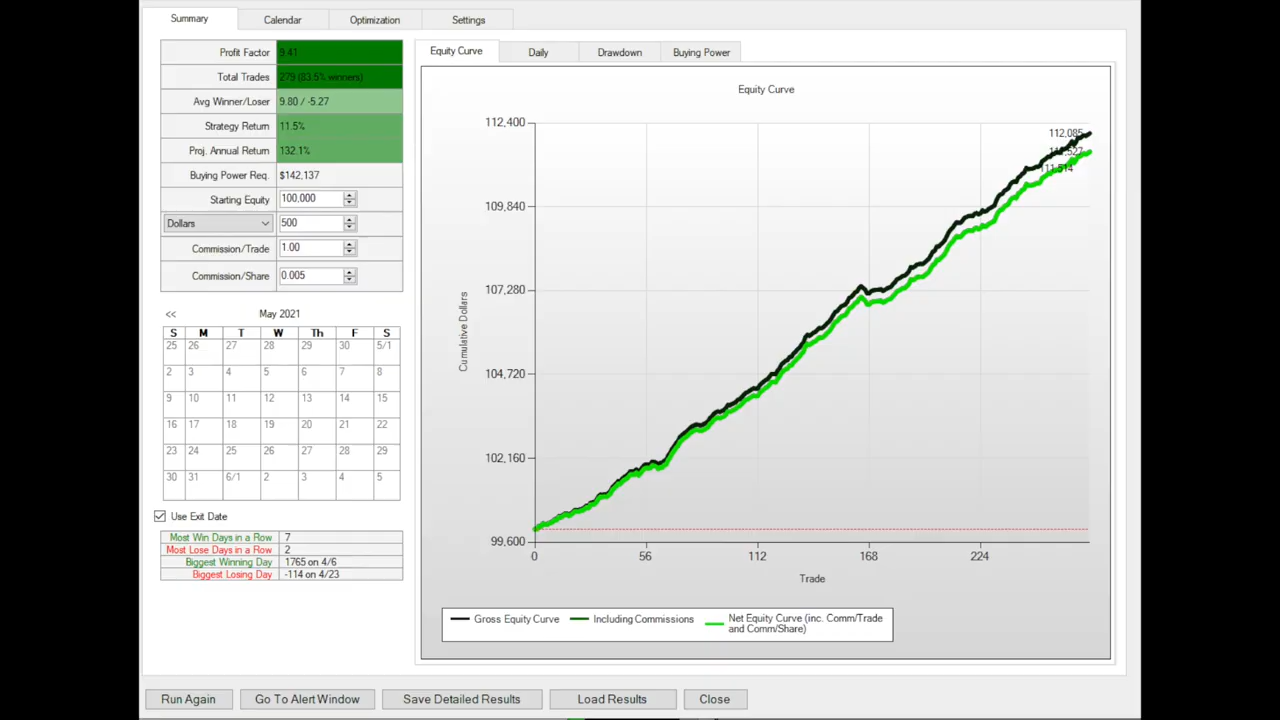 Summary Calendar Optimization Settings
Profit Factor 9.41
Total Trades 279 (83.5% winners)
Avg Winner/Loser 9.80 / -5.27
Strategy Return 11.5%
Proj. Annual Return 132.1%
Buying Power Req. $142,137
Starting Equity 100,000
Dollars 500
Commission/Trade 1.00
Commission/Share 0.005
<< May 2021
S M T W Th F S
25 26 27 28 29 30 5/1
2 3 4 5 6 7 8
9 10 11 12 13 14 15
16 17 18 19 20 21 22
23 24 25 26 27 28 29
30 31 6/1 2 3 4 5
Use Exit Date
Most Win Days in a Row 7
Most Lose Days in a Row 2
Biggest Winning Day 1765 on 4/6
Biggest Losing Day -114 on 4/23
Equity Curve Daily Drawdown Buying Power
Equity Curve
112,400
109,840
107,280
104,720
102,160
99,600
Cumulative Dollars
112,085
111,514
0 56 112 168 224
Trade
Gross Equity Curve Including Commissions Net Equity Curve (inc. Comm/Trade
and Comm/Share)
Run Again Go To Alert Window Save Detailed Results Load Results Close